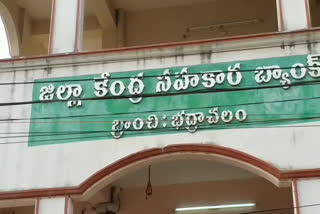 జిల్లా కేంద్ర సహకార బ్యాంక్
బ్రాంచి : భద్రాచలం